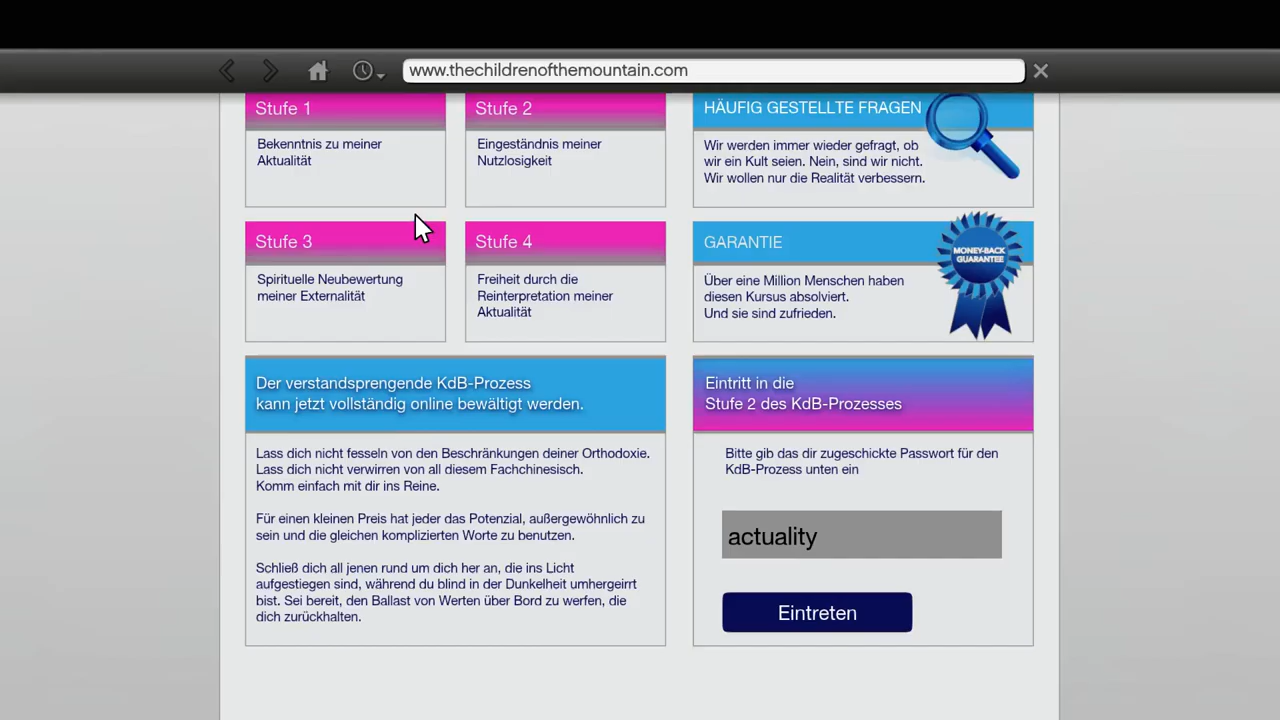 www.thechildrenofthemountain.com
Stufe 1
Bekenntnis zu meiner
Aktualität
Stufe 2
Eingeständnis meiner
Nutzlosigkeit
HÄUFIG GESTELLTE FRAGEN
Wir werden immer wieder gefragt, ob
wir ein Kult seien. Nein, sind wir nicht.
Wir wollen nur die Realität verbessern.
Stufe 3
Spirituelle Neubewertung
meiner Externalität
Stufe 4
Freiheit durch die
Reinterpretation meiner
Aktualität
GARANTIE
Über eine Million Menschen haben
diesen Kursus absolviert.
Und sie sind zufrieden.
MONEY-BACK
GUARANTEE
Der verstandsprengende KdB-Prozess
kann jetzt vollständig online bewältigt werden.
Lass dich nicht fesseln von den Beschränkungen deiner Orthodoxie.
Lass dich nicht verwirren von all diesem Fachchinesisch.
Komm einfach mit dir ins Reine.
Für einen kleinen Preis hat jeder das Potenzial, außergewöhnlich zu
sein und die gleichen komplizierten Worte zu benutzen.
Schließ dich all jenen rund um dich her an, die ins Licht
aufgestiegen sind, während du blind in der Dunkelheit umhergeirrt
bist. Sei bereit, den Ballast von Werten über Bord zu werfen, die
dich zurückhalten.
Eintritt in die
Stufe 2 des KdB-Prozesses
Bitte gib das dir zugeschickte Passwort für den
KdB-Prozess unten ein
actuality
Eintreten